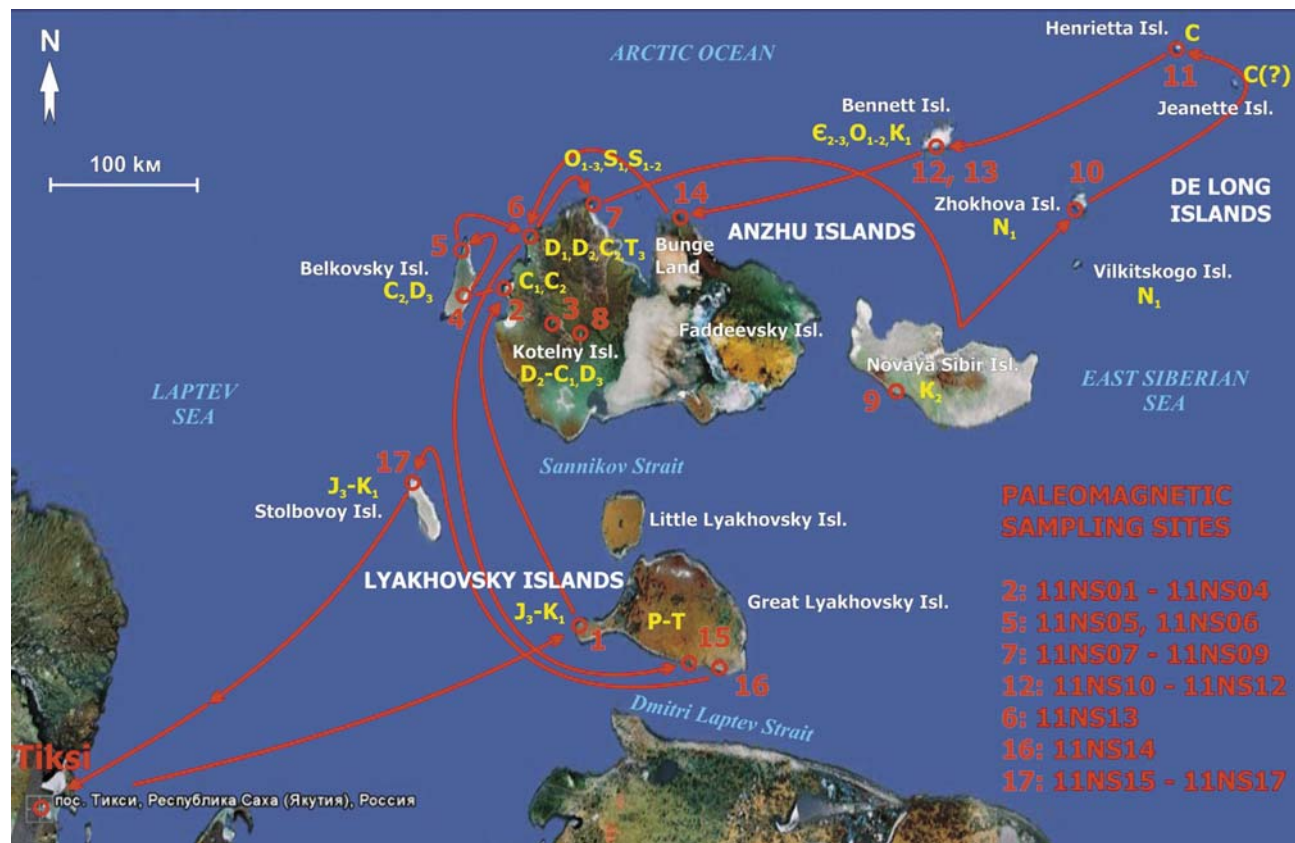 N
ARCTIC OCEAN
Henrietta Isl.
C
11
C(?)
Jeanette Isl.
Bennett Isl.
Є2-3,O1-2,K1
12, 13
100 км
O1-3,S1,S1-2
6
7
14
10
Zhokhova Isl.
N1
DE LONG
ISLANDS
ANZHU ISLANDS
Bunge
Land
5
Belkovsky Isl.
C2,D3
4
D1,D2,C2,T3
C1,C2
2
3
8
Kotelny Isl.
D2-C1,D3
Faddeevsky Isl.
Vilkitskogo Isl.
N1
Novaya Sibir Isl.
9
K2
EAST SIBERIAN
SEA
LAPTEV
SEA
17
J3-K1
Stolbovoy Isl.
Sannikov Strait
Little Lyakhovsky Isl.
LYAKHOVSKY ISLANDS
J3-K1
1
P-T
15
16
Great Lyakhovsky Isl.
Dmitri Laptev Strait
PALEOMAGNETIC
SAMPLING SITES
2: 11NS01 - 11NS04
5: 11NS05, 11NS06
7: 11NS07 - 11NS09
12: 11NS10 - 11NS12
6: 11NS13
16: 11NS14
17: 11NS15 - 11NS17
Tiksi
пос. Тикси, Республика Саха (Якутия), Россия